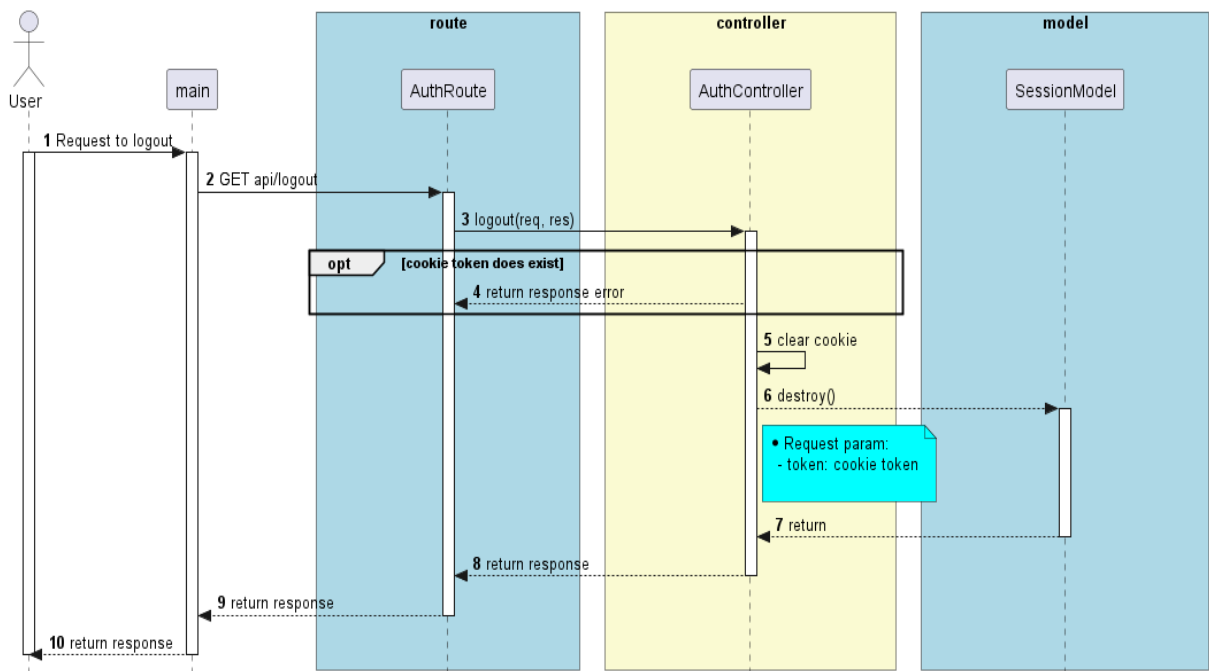 route
controller
model
User
main
AuthRoute
AuthController
SessionModel
1 Request to logout
2 GET api/logout
3 logout(req, res)
opt [cookie token does exist]
4 return response error
5 clear cookie
6 destroy()
• Request param:
- token: cookie token
7 return
8 return response
9 return response
10 return response